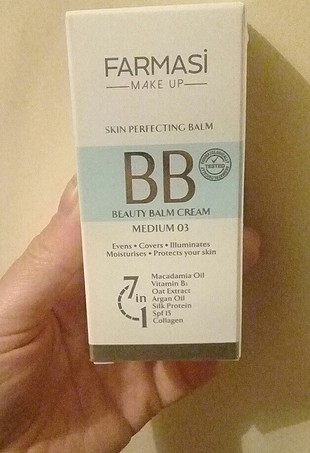 FARMASi
MAKE UP
SKIN PERFECTING BALM
BB
TESTED
BEAUTY BALM CREAM
MEDIUM 03
Evens • Covers • Illuminates
Moisturises • Protects your skin
7 in 1
Macadamia Oil
Vitamin B₅
Oat Extract
Argan Oil
Silk Protein
Spf 15
Collagen